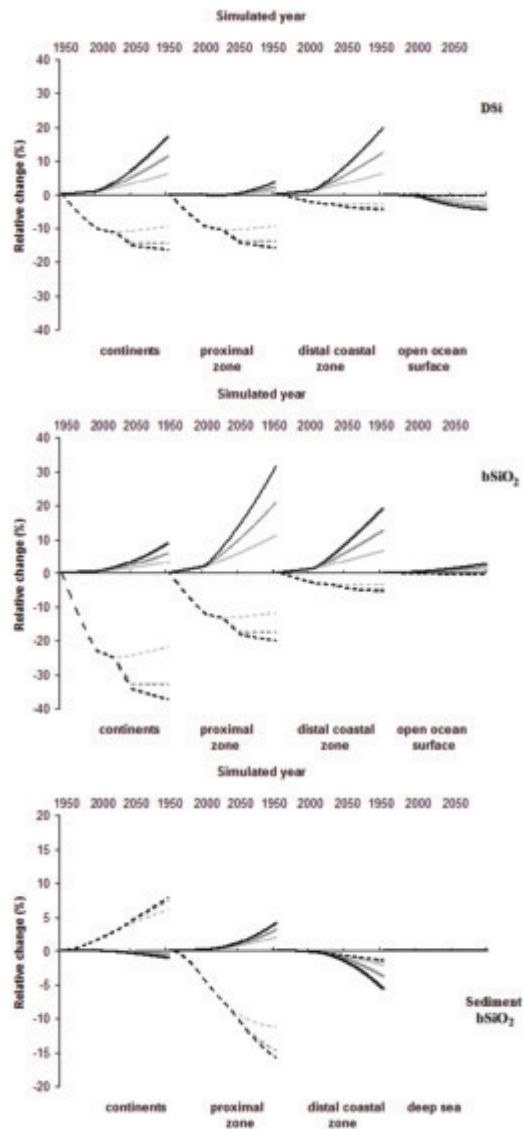 Simulated year
1950 2000 2050 1950 2000 2050 1950 2000 2050 1950 2000 2050
40
30
DSi
20
10
Relative change (%)
0
-10
-20
-30
-40
continents proximal zone distal coastal zone open ocean surface
Simulated year
1950 2000 2050 1950 2000 2050 1950 2000 2050 1950 2000 2050
40
bSiO₂
30
20
10
Relative change (%)
0
-10
-20
-30
-40
continents proximal zone distal coastal zone open ocean surface
Simulated year
1950 2000 2050 1950 2000 2050 1950 2000 2050 1950 2000 2050
20
15
10
5
Relative change (%)
0
-5
-10
Sediment
bSiO₂
-15
-20
continents proximal zone distal coastal zone deep sea